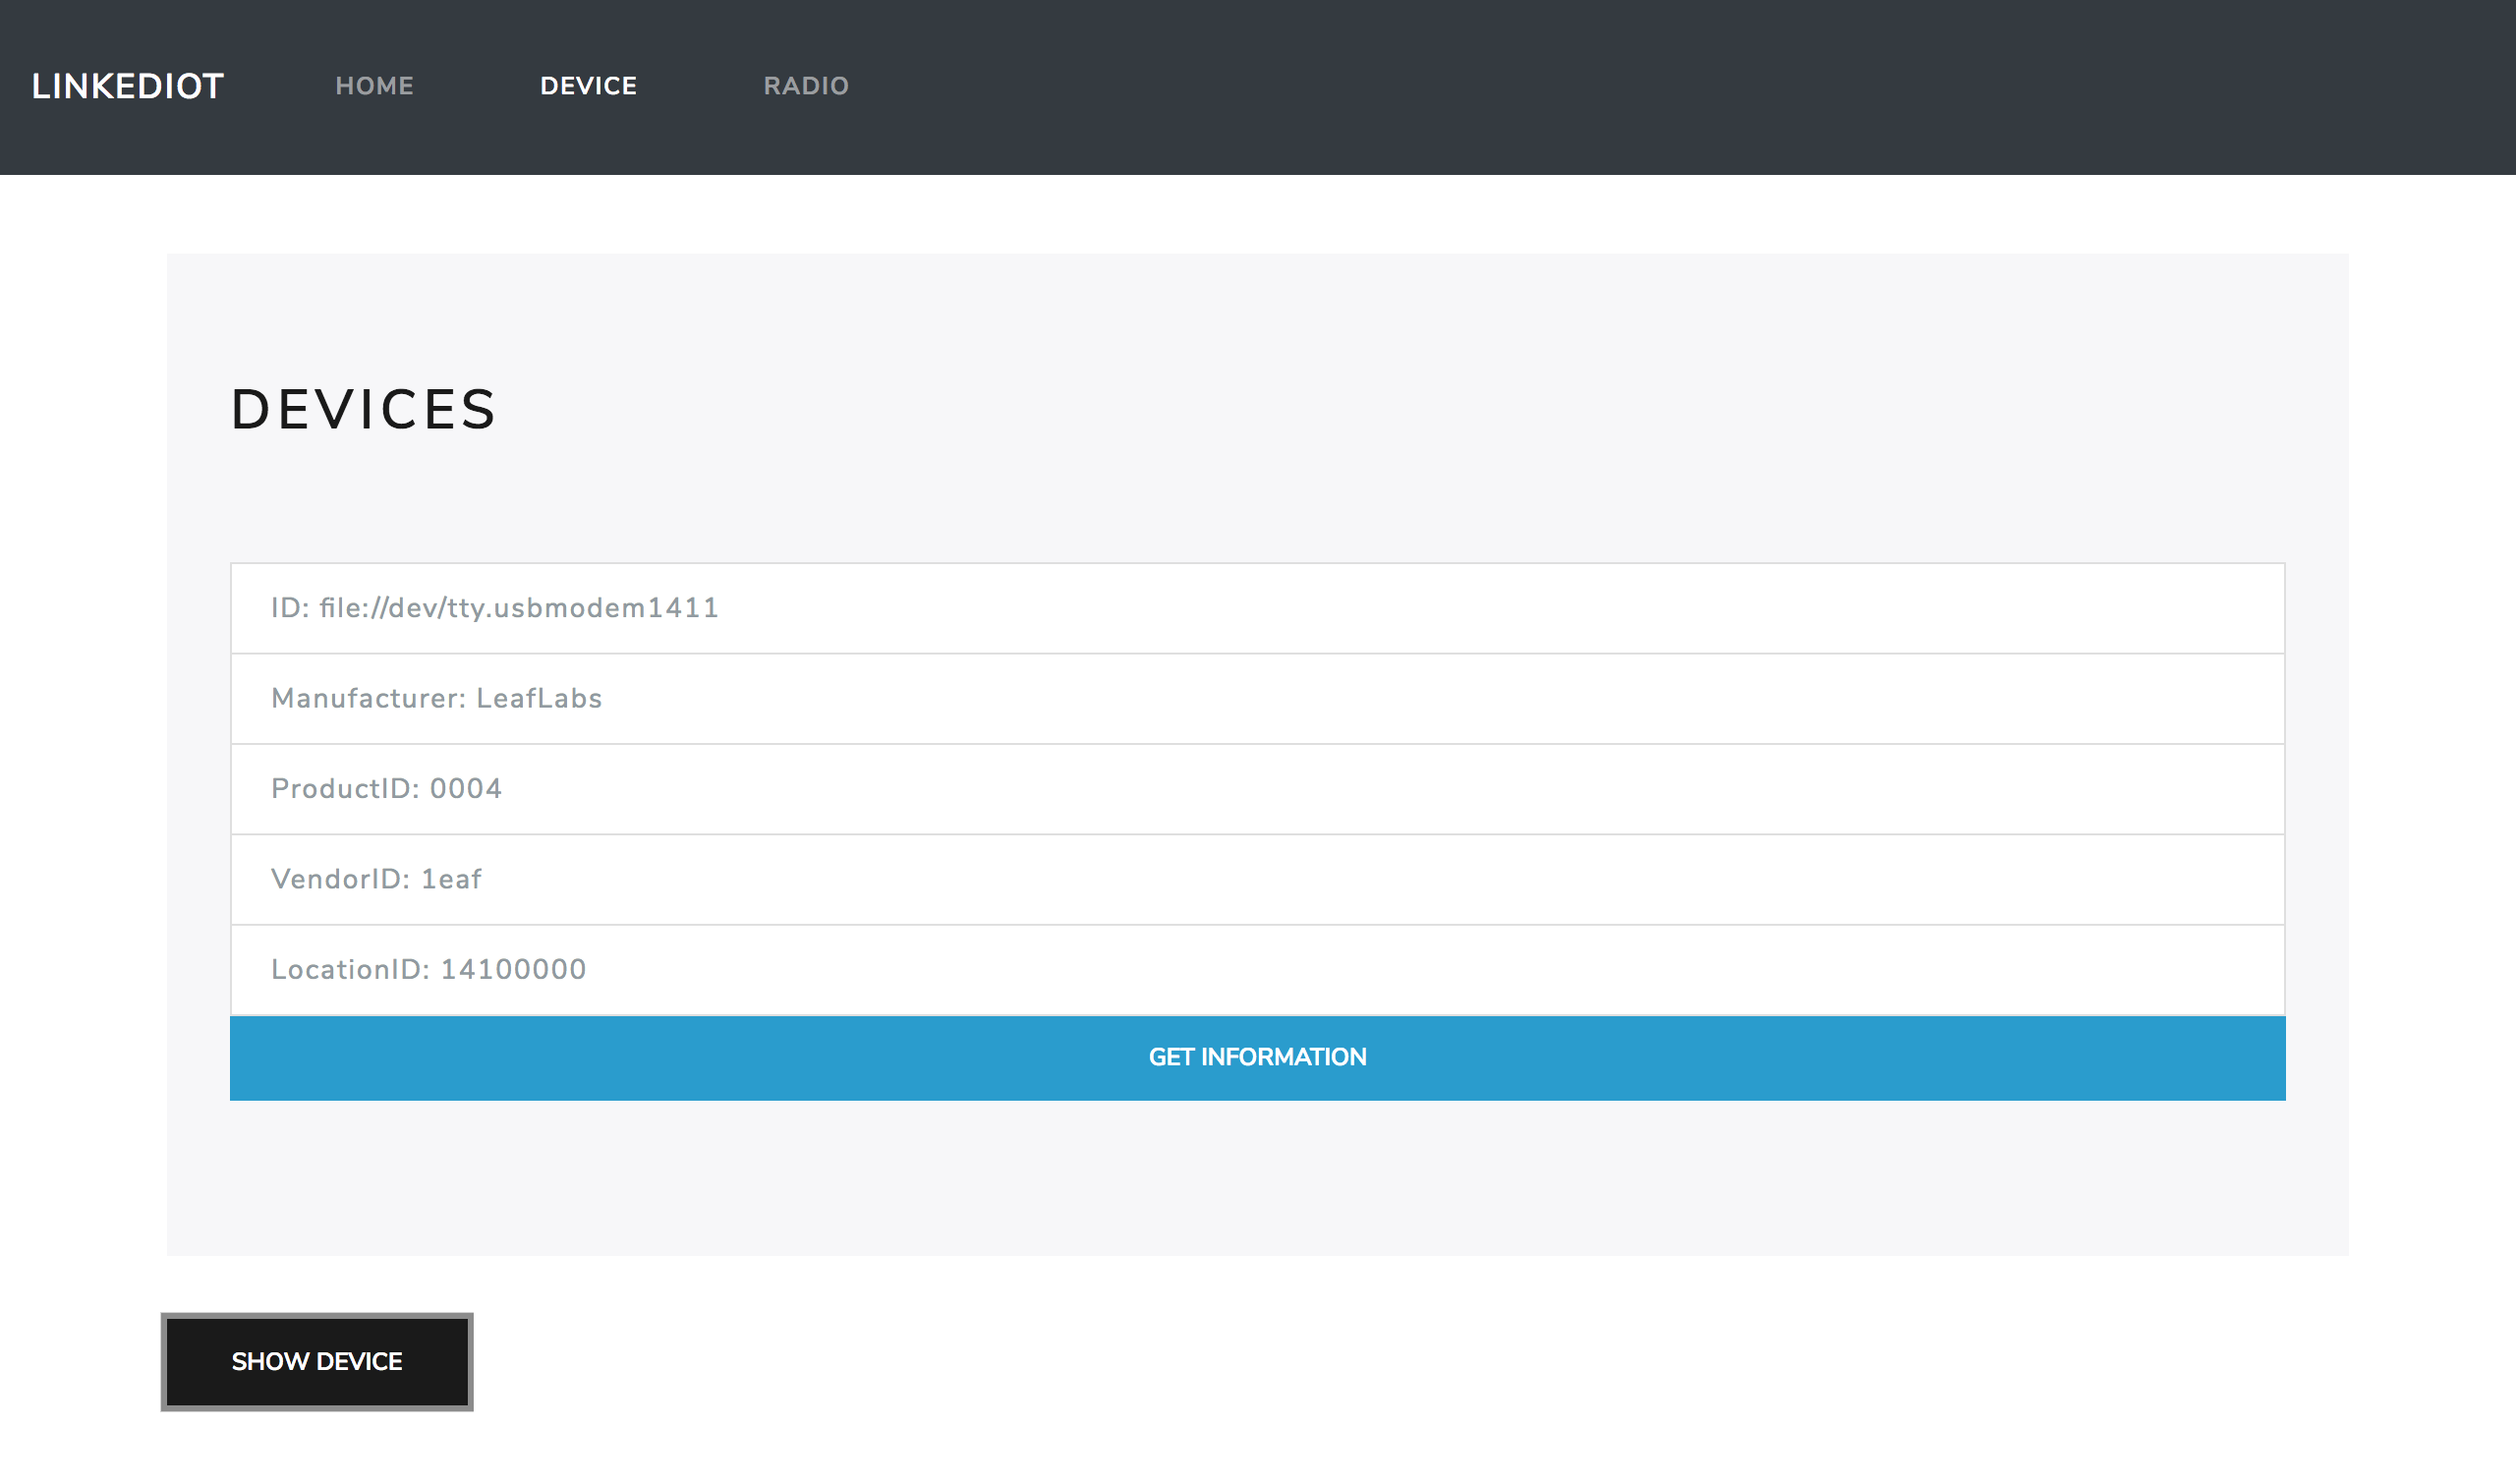 LINKEDIOT HOME DEVICE RADIO
DEVICES
ID: file://dev/tty.usbmodem1411
Manufacturer: LeafLabs
ProductID: 0004
VendorID: 1eaf
LocationID: 14100000
GET INFORMATION
SHOW DEVICE